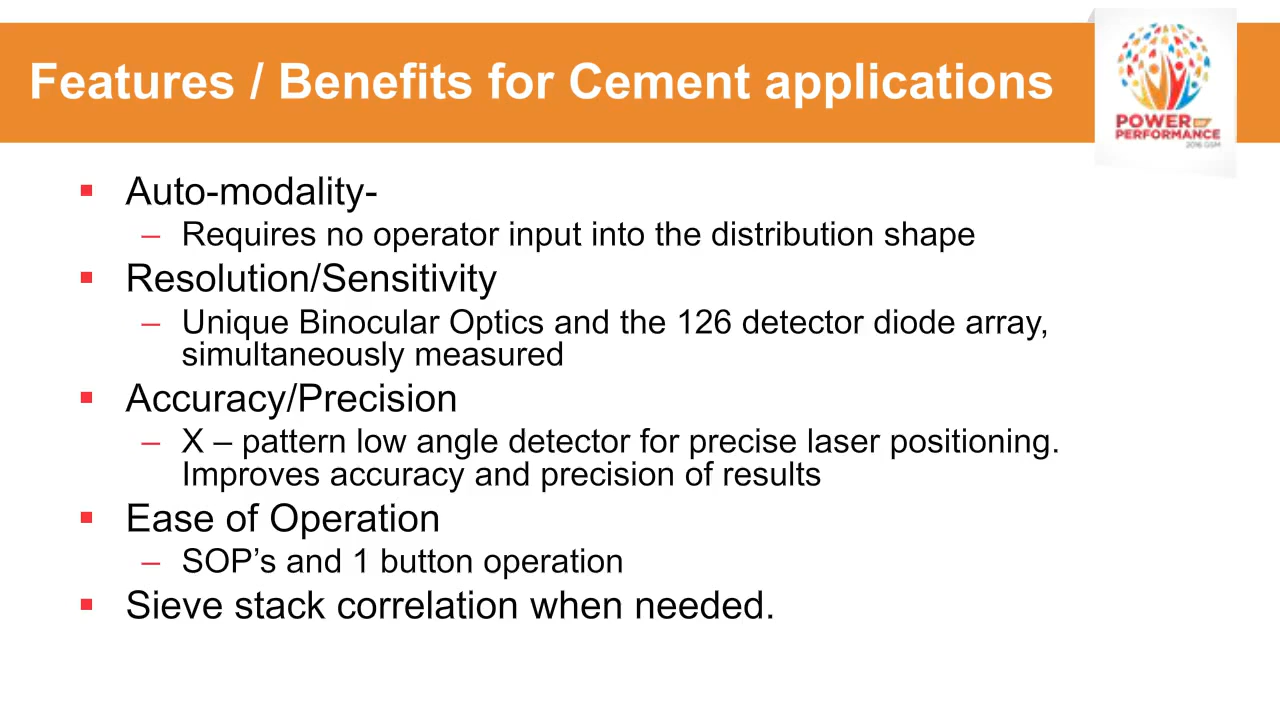 Features / Benefits for Cement applications
POWER
PERFORMANCE
2016 GSM
▪ Auto-modality-
– Requires no operator input into the distribution shape
▪ Resolution/Sensitivity
– Unique Binocular Optics and the 126 detector diode array,
simultaneously measured
▪ Accuracy/Precision
– X – pattern low angle detector for precise laser positioning.
Improves accuracy and precision of results
▪ Ease of Operation
– SOP’s and 1 button operation
▪ Sieve stack correlation when needed.